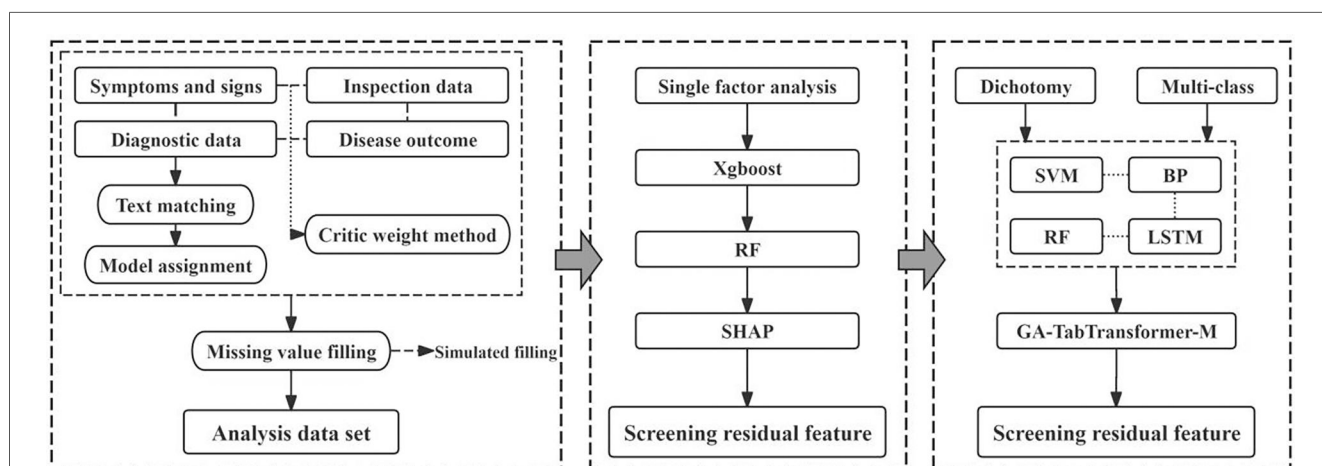 Symptoms and signs
Inspection data
Diagnostic data
Disease outcome
Text matching
Critic weight method
Model assignment
Missing value filling
Simulated filling
Analysis data set
Single factor analysis
Xgboost
RF
SHAP
Screening residual feature
Dichotomy
Multi-class
SVM
BP
RF
LSTM
GA-TabTransformer-M
Screening residual feature